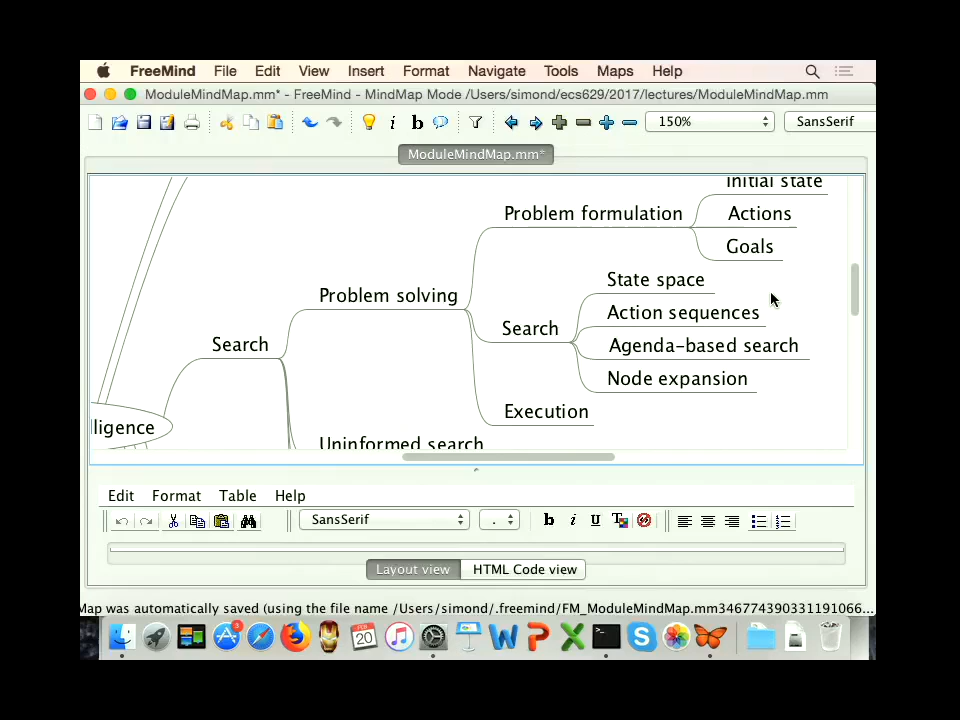 FreeMind File Edit View Insert Format Navigate Tools Maps Help
ModuleMindMap.mm* - FreeMind - MindMap Mode /Users/simond/ecs629/2017/lectures/ModuleMindMap.mm
i b 150% SansSerif
ModuleMindMap.mm*
Initial state
Problem formulation Actions
Goals
State space
Problem solving
Action sequences
Search
Search
Agenda-based search
Node expansion
Execution
lligence
Uninformed search
Edit Format Table Help
SansSerif . b i U T
Layout view HTML Code view
Map was automatically saved (using the file name /Users/simond/.freemind/FM_ModuleMindMap.mm346774390331191066...
3 FEB 20 W P X S